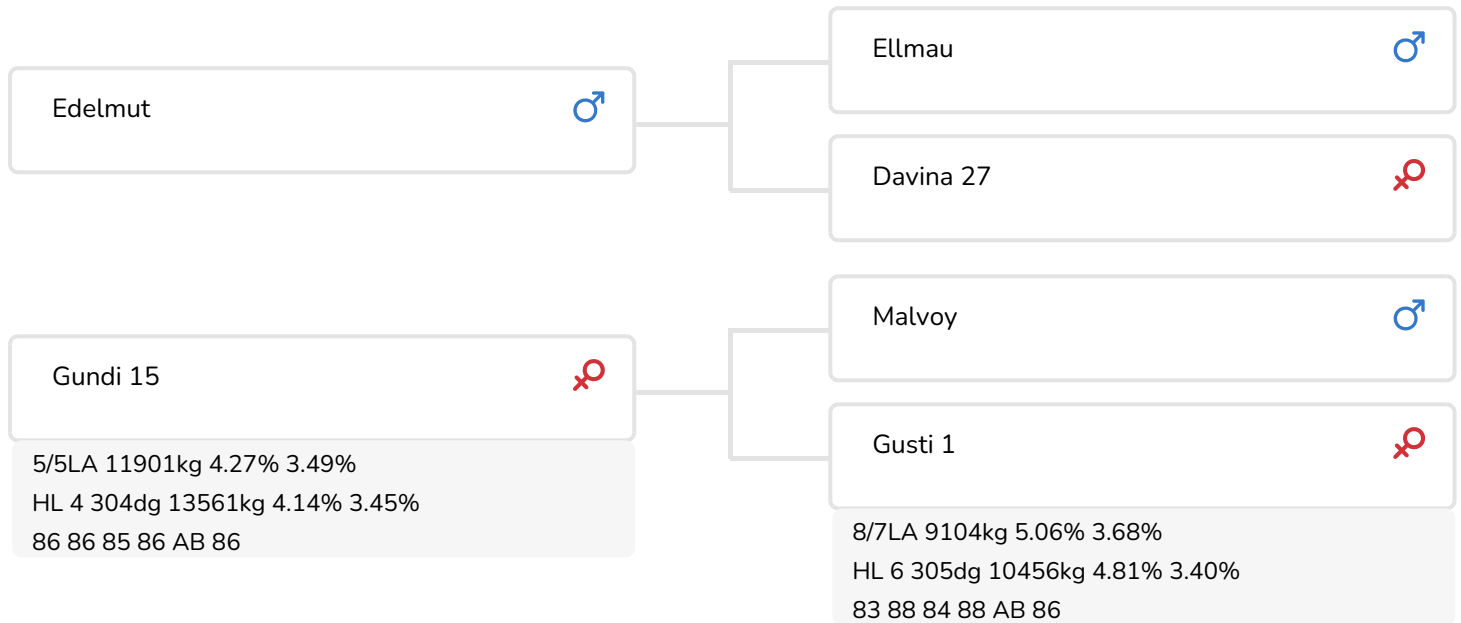 Ellmau
Edelmut
Davina 27
Malvoy
Gundi 15
5/5LA 11901kg 4.27% 3.49%
HL 4 304dg 13561kg 4.14% 3.45%
86 86 85 86 AB 86
Gusti 1
8/7LA 9104kg 5.06% 3.68%
HL 6 305dg 10456kg 4.81% 3.40%
83 88 84 88 AB 86